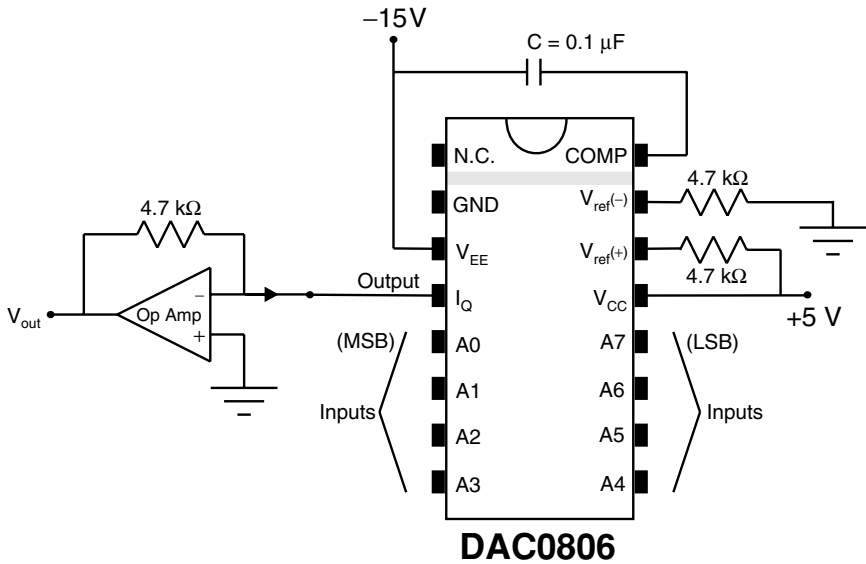 −15V
C = 0.1 μF
N.C. COMP
4.7 kΩ
4.7 kΩ
GND Vref(−)
VEE Vref(+)
4.7 kΩ
Output
IQ VCC
Vout
Op Amp
−
+
+5 V
(MSB) A0 A7 (LSB)
A1 A6
Inputs Inputs
A2 A5
A3 A4
DAC0806